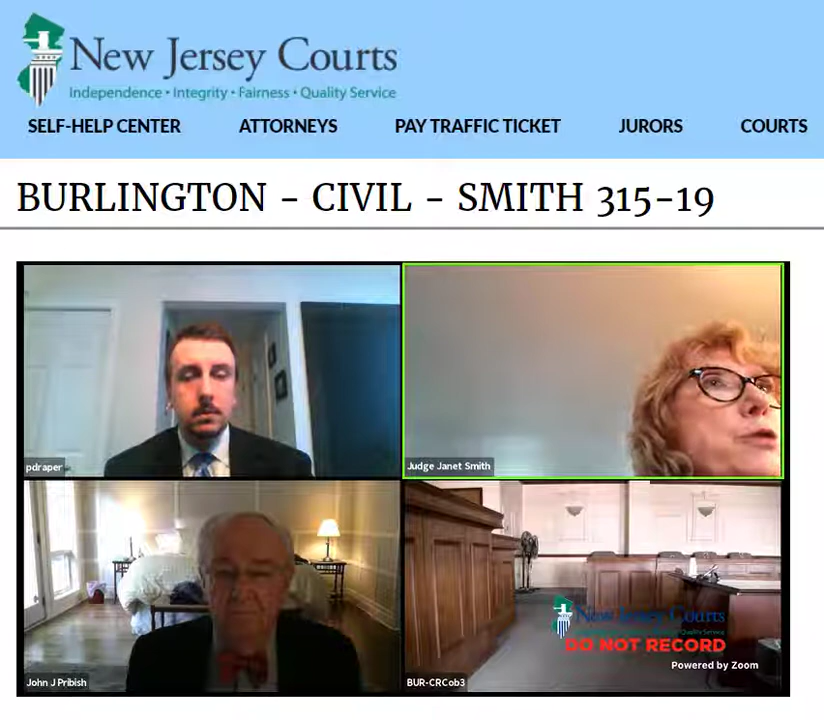 New Jersey Courts
Independence • Integrity • Fairness • Quality Service
SELF-HELP CENTER ATTORNEYS PAY TRAFFIC TICKET JURORS COURTS
BURLINGTON - CIVIL - SMITH 315-19
pdraper
Judge Janet Smith
New Jersey Courts
Quality Service
DO NOT RECORD
Powered by Zoom
John J Pribish
BUR-CRCob3